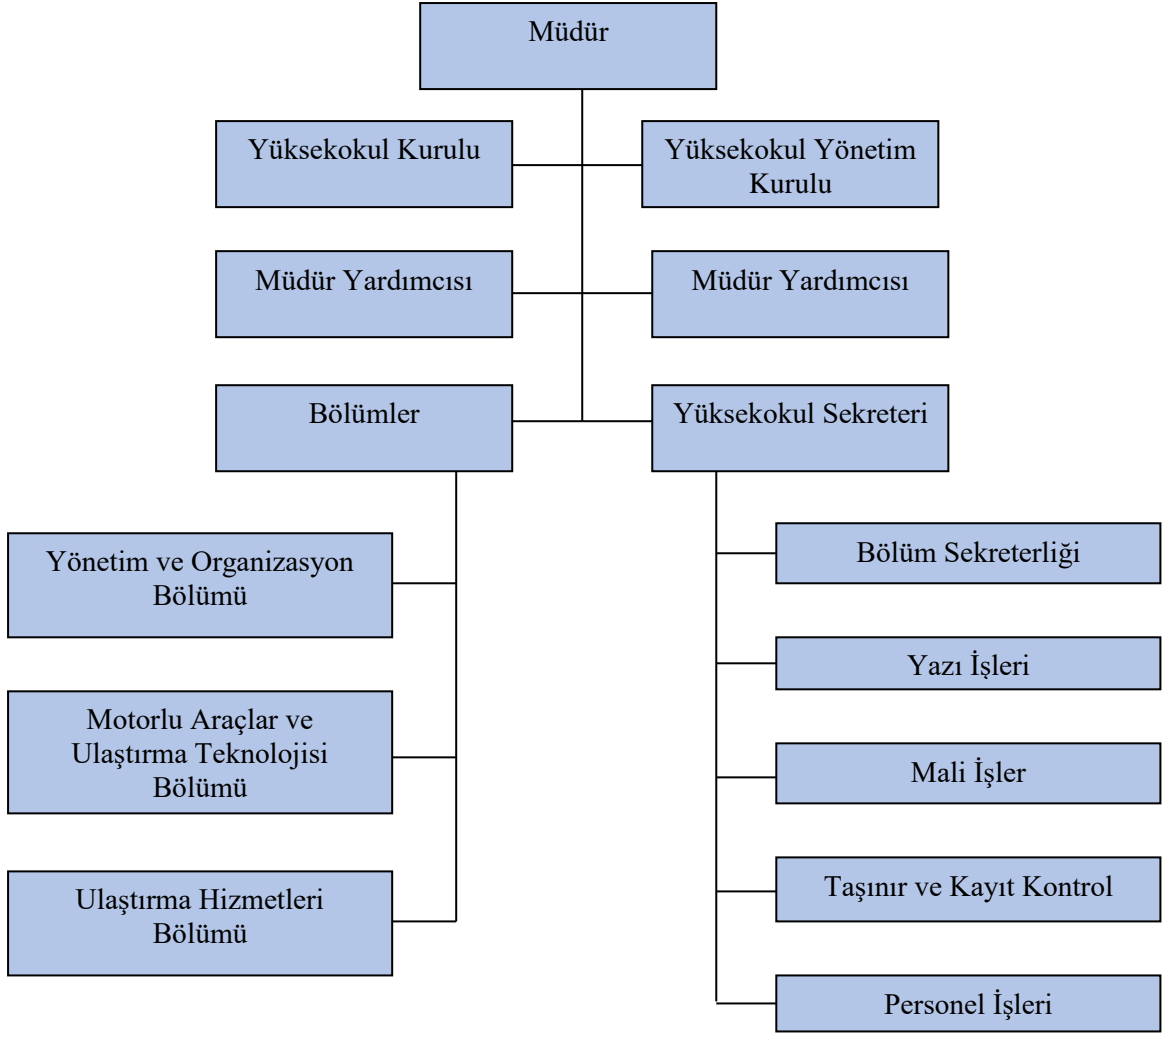 Müdür
Yüksekokul Kurulu
Yüksekokul Yönetim
Kurulu
Müdür Yardımcısı
Müdür Yardımcısı
Bölümler
Yüksekokul Sekreteri
Yönetim ve Organizasyon
Bölümü
Motorlu Araçlar ve
Ulaştırma Teknolojisi
Bölümü
Ulaştırma Hizmetleri
Bölümü
Bölüm Sekreterliği
Yazı İşleri
Mali İşler
Taşınır ve Kayıt Kontrol
Personel İşleri